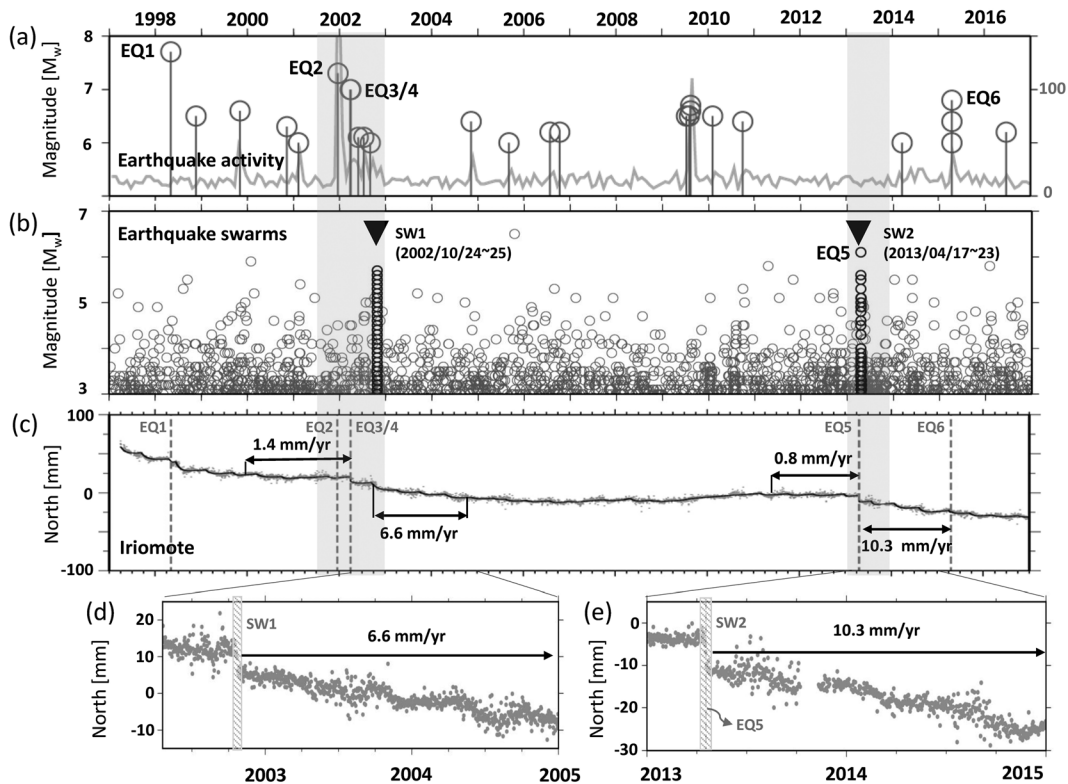 1998 2000 2002 2004 2006 2008 2010 2012 2014 2016
(a)
Magnitude [Mw]
8
7
6
EQ1
EQ2
EQ3/4
EQ6
Earthquake activity
100
0
(b)
Magnitude [Mw]
7
5
3
Earthquake swarms
SW1
(2002/10/24~25)
EQ5
SW2
(2013/04/17~23)
(c)
North [mm]
100
0
-100
EQ1 EQ2 EQ3/4 EQ5 EQ6
1.4 mm/yr
0.8 mm/yr
6.6 mm/yr
10.3 mm/yr
Iriomote
(d)
North [mm]
20
10
0
-10
SW1
6.6 mm/yr
2003 2004 2005
(e)
North [mm]
0
-10
-20
-30
SW2
10.3 mm/yr
EQ5
2013 2014 2015